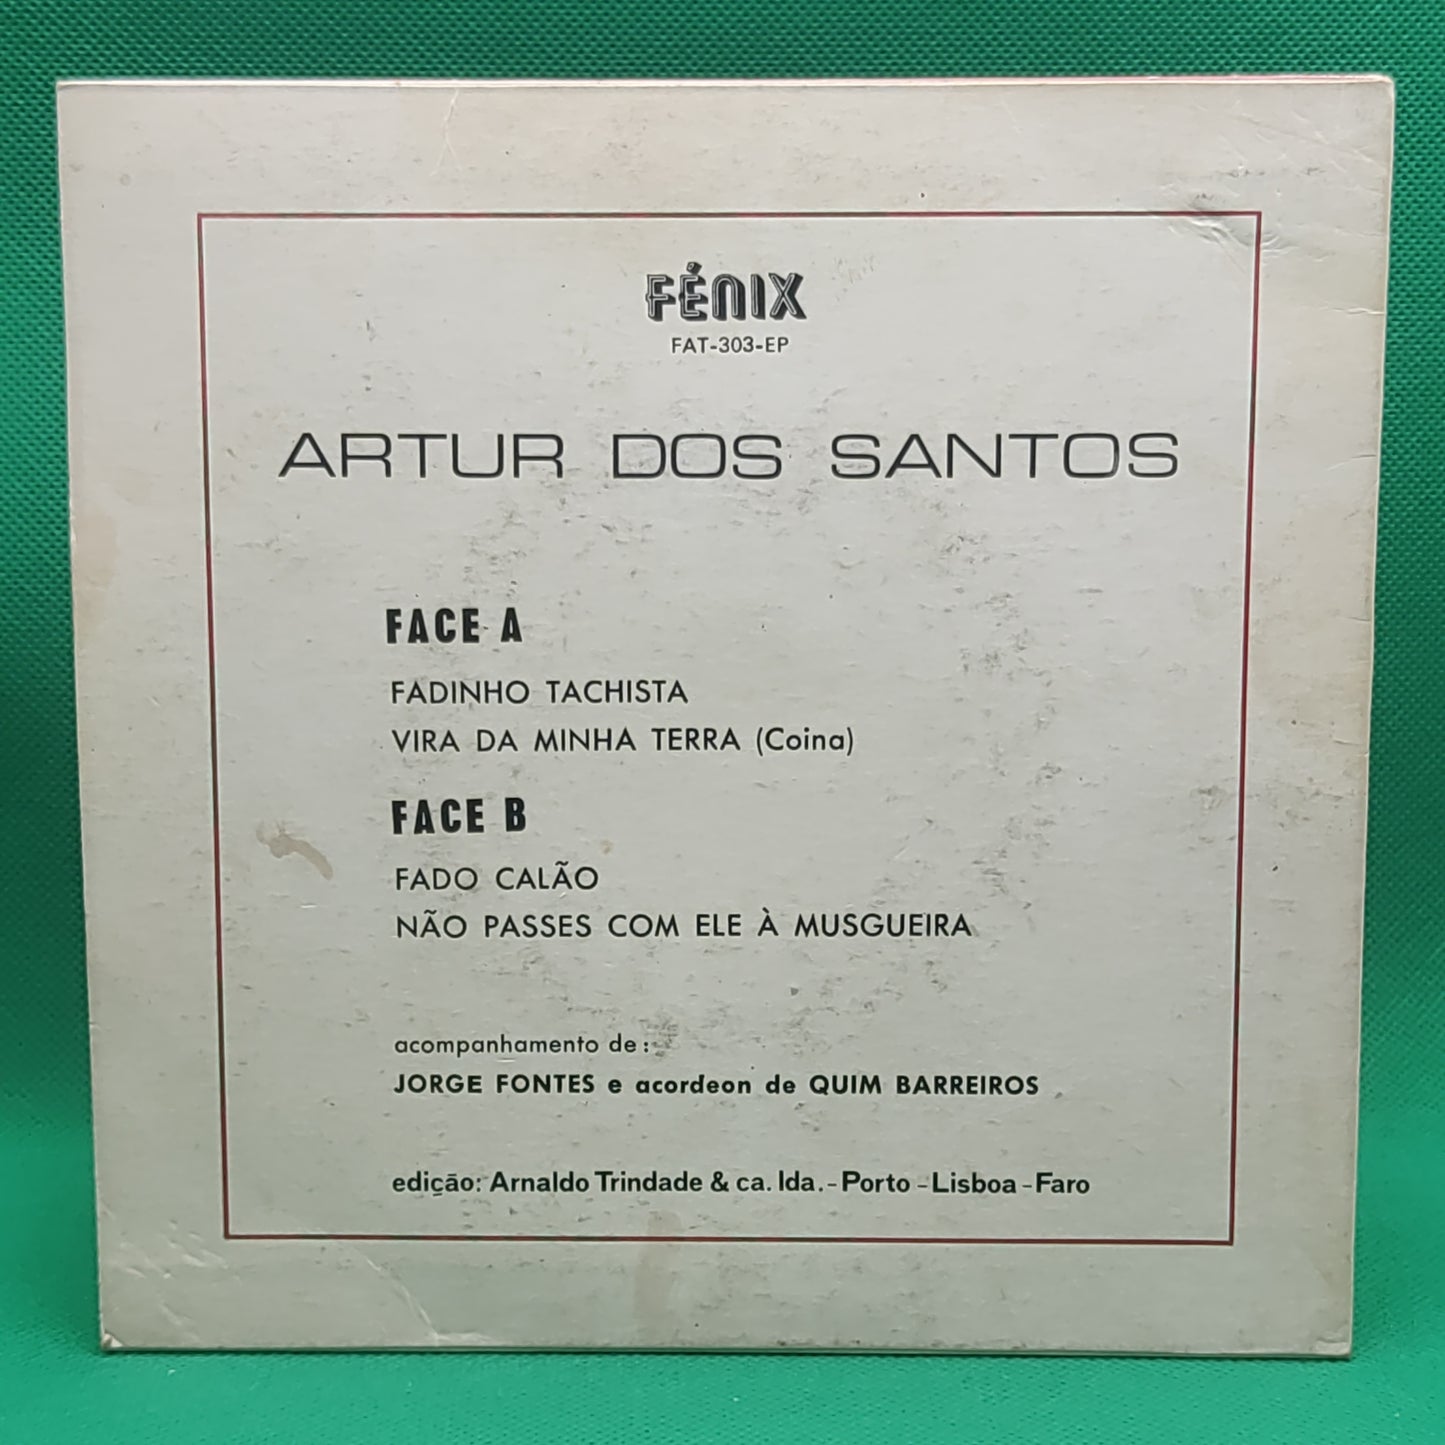 FÉNIX
FAT-303-EP
ARTUR DOS SANTOS
FACE A
FADINHO TACHISTA
VIRA DA MINHA TERRA (Coina)
FACE B
FADO CALÃO
NÃO PASSES COM ELE À MUSGUEIRA
acompanhamento de:
JORGE FONTES e acordeon de QUIM BARREIROS
edição: Arnaldo Trindade & ca. lda. - Porto - Lisboa - Faro